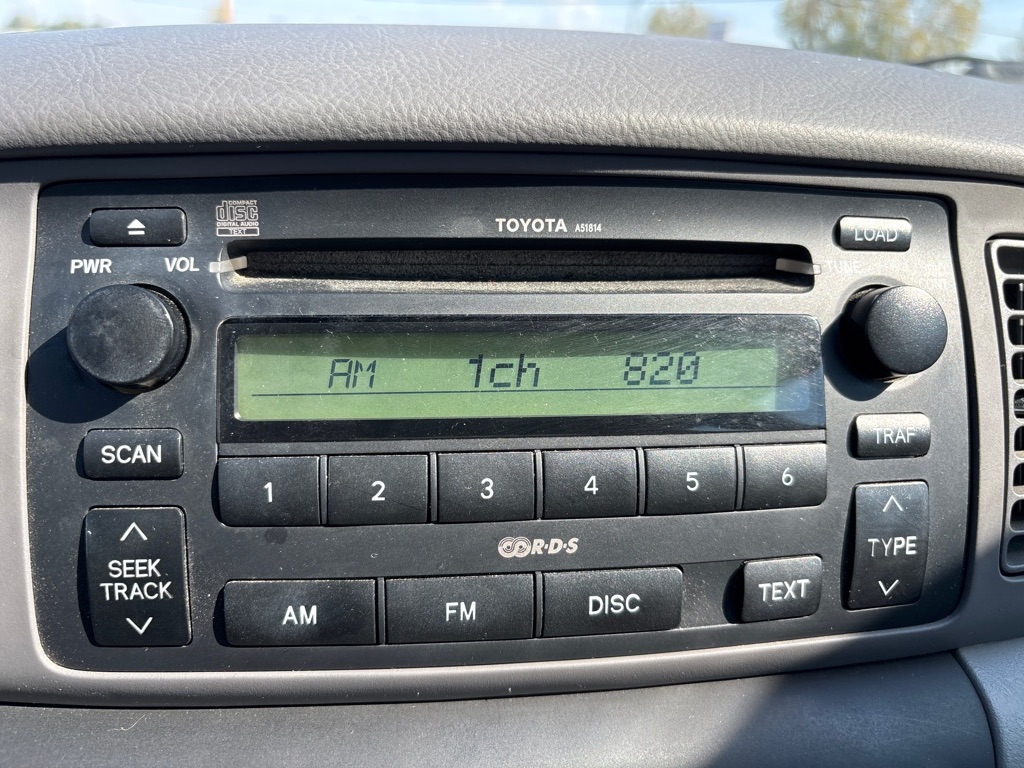 COMPACT
disc
DIGITAL AUDIO
TEXT
TOYOTA A51814
LOAD
PWR VOL
TUNE
AM 1ch 820
SCAN
TRAF
1 2 3 4 5 6
R·D·S
SEEK
TRACK
TYPE
AM FM DISC TEXT